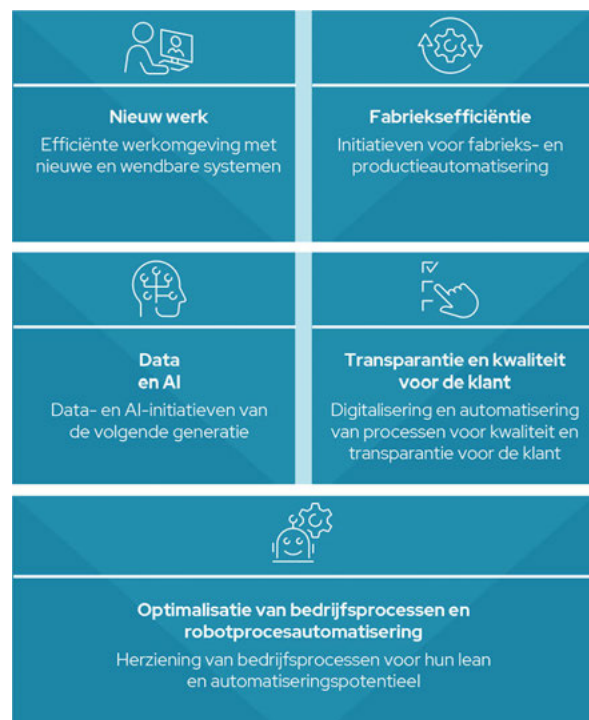 Nieuw werk
Efficiënte werkomgeving met
nieuwe en wendbare systemen
Fabrieksefficiëntie
Initiatieven voor fabrieks- en
productieautomatisering
Data
en AI
Data- en AI-initiatieven van
de volgende generatie
Transparantie en kwaliteit
voor de klant
Digitalisering en automatisering
van processen voor kwaliteit en
transparantie voor de klant
Optimalisatie van bedrijfsprocessen en
robotprocesautomatisering
Herziening van bedrijfsprocessen voor hun lean
en automatiseringspotentieel